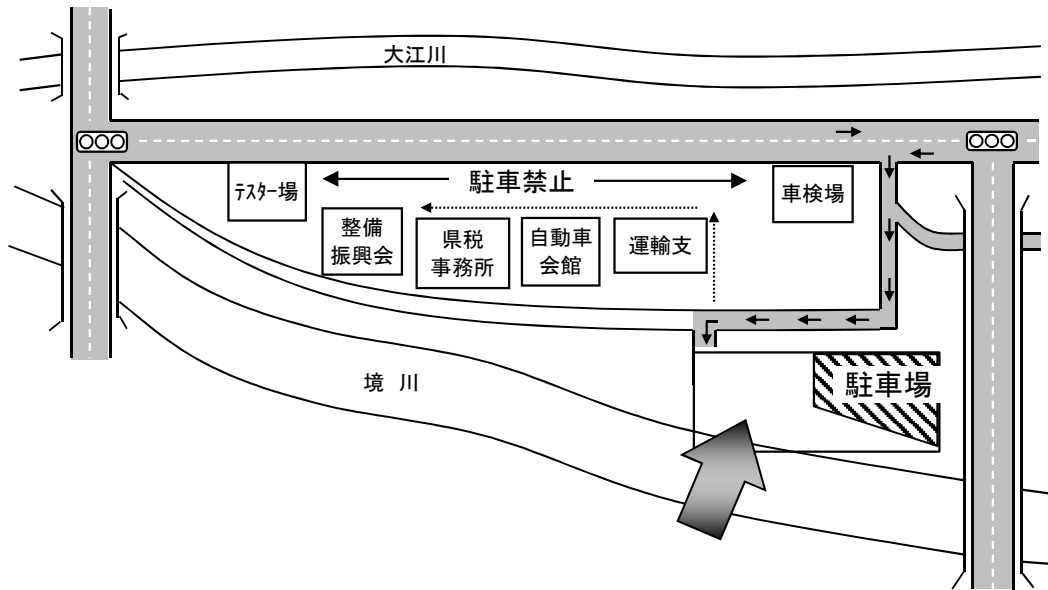 大江川
ﾃｽﾀｰ場
駐車禁止
車検場
整備
振興会
県税
事務所
自動車
会館
運輸支
境 川
駐車場